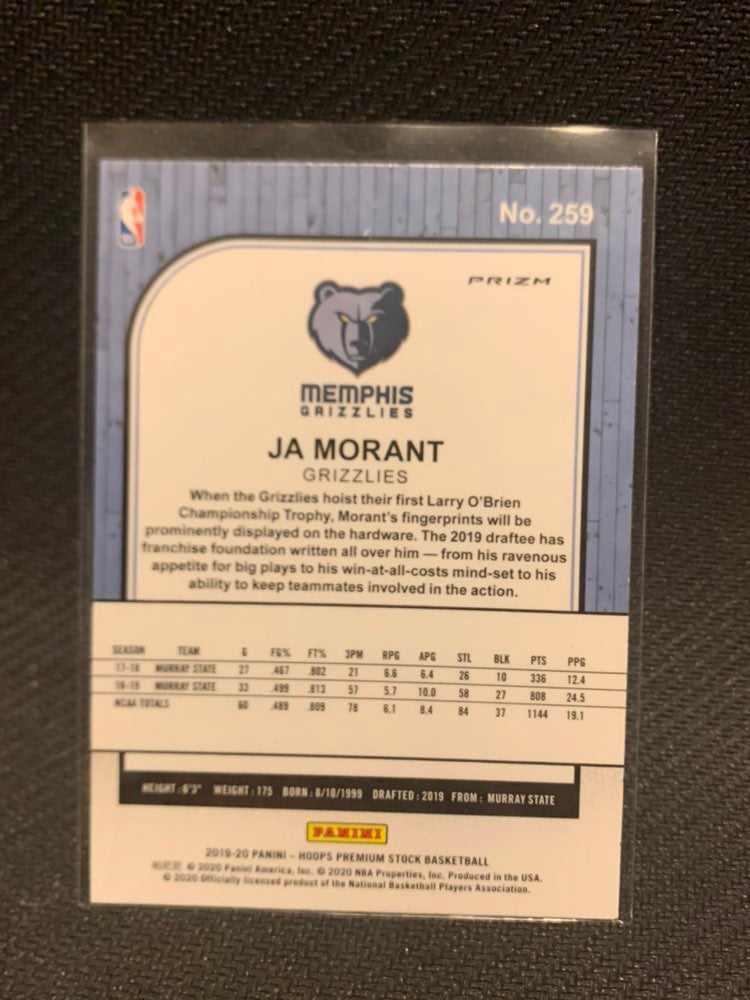 No. 259
PRIZM
MEMPHIS
GRIZZLIES
JA MORANT
GRIZZLIES
When the Grizzlies hoist their first Larry O'Brien
Championship Trophy, Morant's fingerprints will be
prominently displayed on the hardware. The 2019 draftee has
franchise foundation written all over him — from his ravenous
appetite for big plays to his win-at-all-costs mind-set to his
ability to keep teammates involved in the action.
SEASON TEAM G FG% FT% 3PM RPG APG STL BLK PTS PPG
17-18 MURRAY STATE 27 .467 .802 21 6.6 6.4 26 10 336 12.4
18-19 MURRAY STATE 33 .499 .813 57 5.7 10.0 58 27 808 24.5
NCAA TOTALS 60 .489 .809 78 6.1 8.4 84 37 1144 19.1
HEIGHT: 6'3" WEIGHT: 175 BORN: 8/10/1999 DRAFTED: 2019 FROM: MURRAY STATE
PANINI
2019-20 PANINI – HOOPS PREMIUM STOCK BASKETBALL
© 2020 Panini America, Inc. © 2020 NBA Properties, Inc. Produced in the USA.
© 2020 Officially licensed product of the National Basketball Players Association.